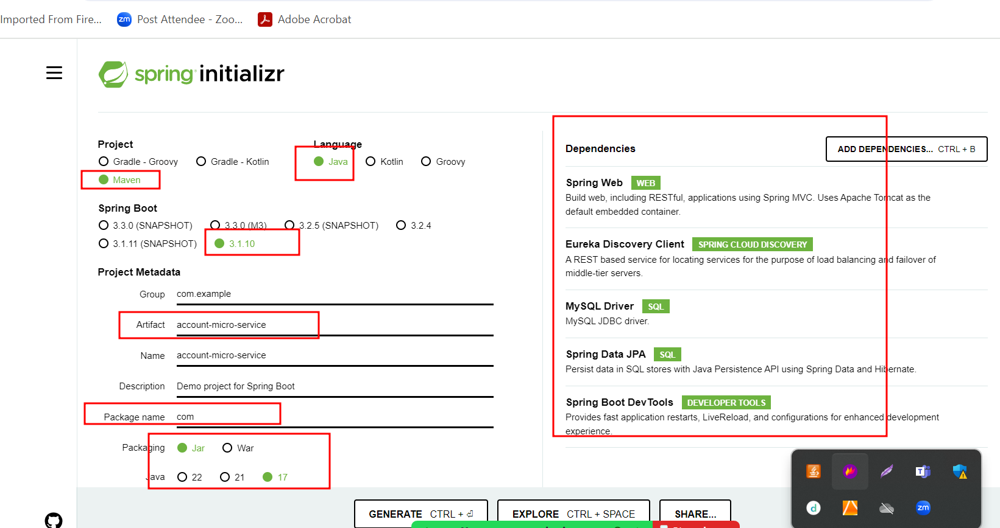 Imported From Fire...
zm Post Attendee - Zoo...
Adobe Acrobat
spring initializr
Project
Gradle - Groovy
Gradle - Kotlin
Maven
Language
Java
Kotlin
Groovy
Spring Boot
3.3.0 (SNAPSHOT)
3.3.0 (M3)
3.2.5 (SNAPSHOT)
3.2.4
3.1.11 (SNAPSHOT)
3.1.10
Project Metadata
Group com.example
Artifact account-micro-service
Name account-micro-service
Description Demo project for Spring Boot
Package name com
Packaging Jar War
Java 22 21 17
Dependencies
ADD DEPENDENCIES... CTRL + B
Spring Web WEB
Build web, including RESTful, applications using Spring MVC. Uses Apache Tomcat as the
default embedded container.
Eureka Discovery Client SPRING CLOUD DISCOVERY
A REST based service for locating services for the purpose of load balancing and failover of
middle-tier servers.
MySQL Driver SQL
MySQL JDBC driver.
Spring Data JPA SQL
Persist data in SQL stores with Java Persistence API using Spring Data and Hibernate.
Spring Boot DevTools DEVELOPER TOOLS
Provides fast application restarts, LiveReload, and configurations for enhanced development
experience.
GENERATE CTRL + ⏎
EXPLORE CTRL + SPACE
SHARE...
T
d
zm